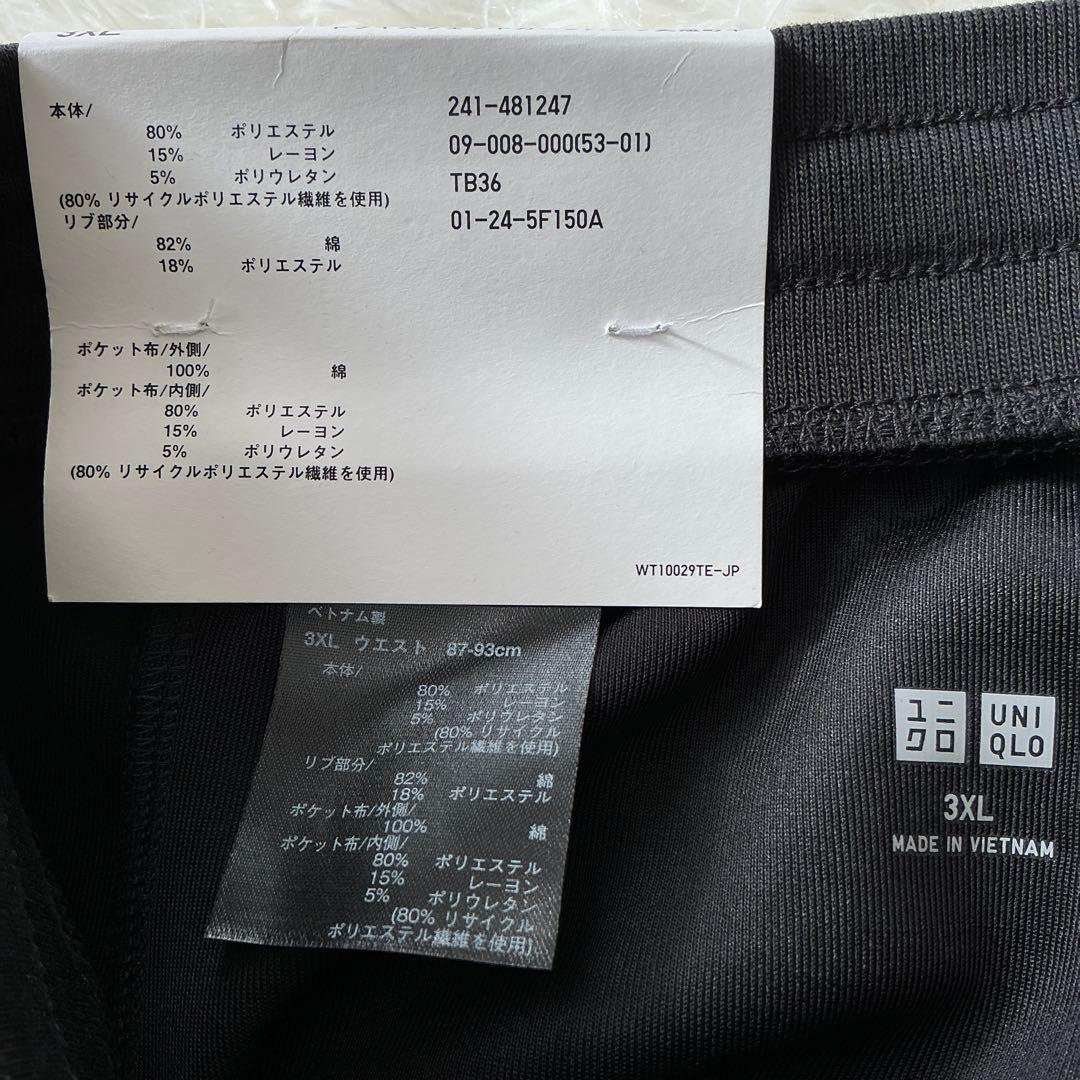 3XL
本体/
80% ポリエステル
15% レーヨン
5% ポリウレタン
(80% リサイクルポリエステル繊維を使用)
リブ部分/
82% 綿
18% ポリエステル
ポケット布/外側/
100% 綿
ポケット布/内側/
80% ポリエステル
15% レーヨン
5% ポリウレタン
(80% リサイクルポリエステル繊維を使用)
241-481247
09-008-000(53-01)
TB36
01-24-5F150A
WT10029TE-JP
ベトナム製
3XL ウエスト 87-93cm
本体/
80% ポリエステル
15% レーヨン
5% ポリウレタン
(80% リサイクル
ポリエステル繊維を使用)
リブ部分/
82% 綿
18% ポリエステル
ポケット布/外側/
100% 綿
ポケット布/内側/
80% ポリエステル
15% レーヨン
5% ポリウレタン
(80% リサイクル
ポリエステル繊維を使用)
ユニ UNI
クロ QLO
3XL
MADE IN VIETNAM